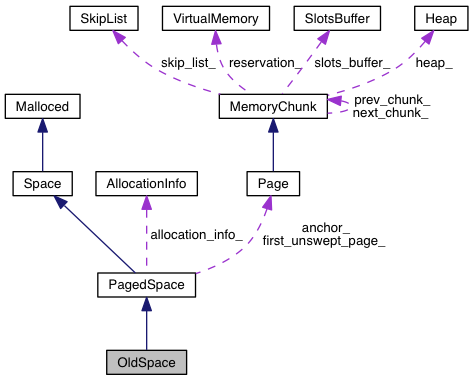 SkipList
VirtualMemory
SlotsBuffer
Heap
skip_list_
reservation_
slots_buffer_
heap_
Malloced
MemoryChunk
prev_chunk_
next_chunk_
Space
AllocationInfo
Page
allocation_info_
anchor_
first_unswept_page_
PagedSpace
OldSpace